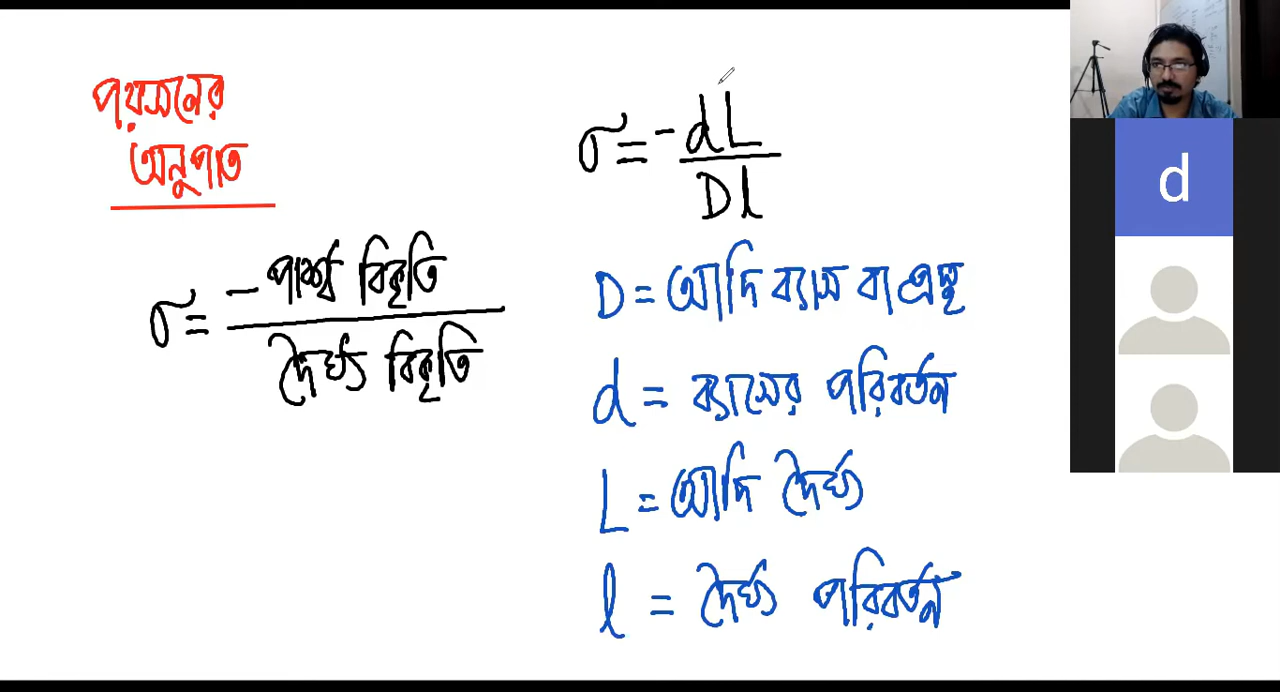 পয়সনের
অনুপাত
σ = - পার্শ্ব বিকৃতি / দৈর্ঘ্য বিকৃতি
σ = - dL / Dl
D = আদি ব্যাস বা প্রস্থ
d = ব্যাসের পরিবর্তন
L = আদি দৈর্ঘ্য
l = দৈর্ঘ্য পরিবর্তন
d